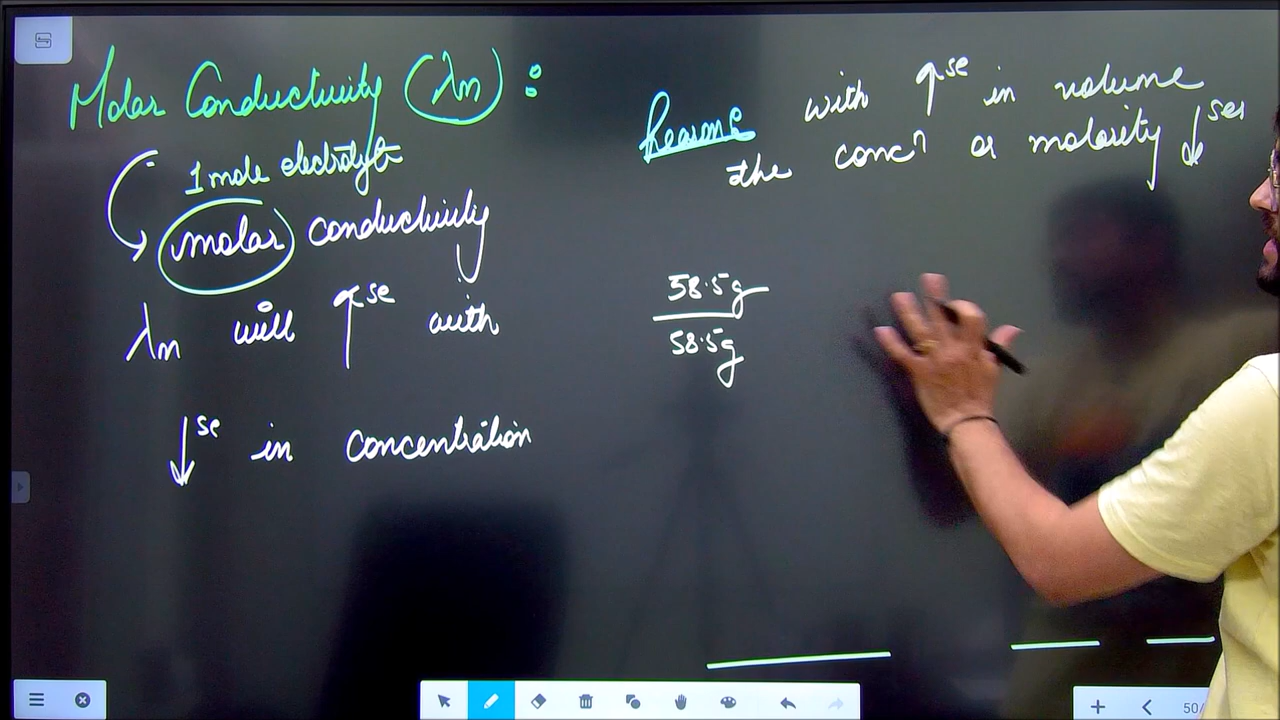 Molar Conductivity (λm) :
1 mole electrolyte
molar conductivity
λm will ↑se with
↓se in concentration
Reason: with ↑se in volume
the concn or molarity ↓ses
58.5g
58.5g
50/